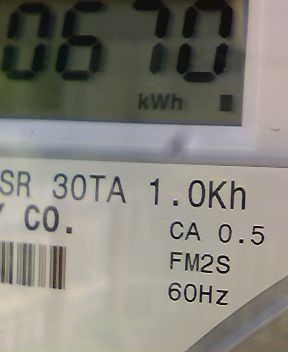 0670
kWh
SR 30TA 1.0Kh
Y CO.
CA 0.5
FM2S
60Hz